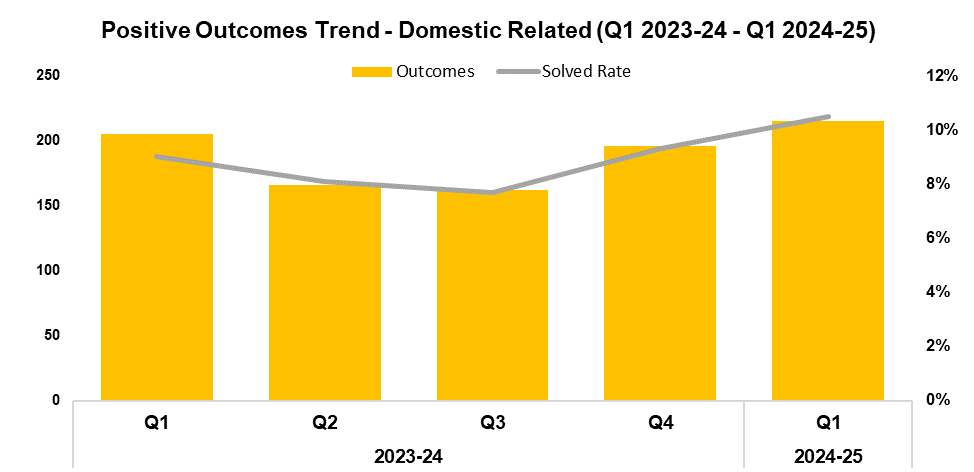 Positive Outcomes Trend - Domestic Related (Q1 2023-24 - Q1 2024-25)
Outcomes Solved Rate
250 12%
200 10%
150 8%
100 6%
50 4%
0 2%
0%
Q1 Q2 Q3 Q4 Q1
2023-24 2024-25